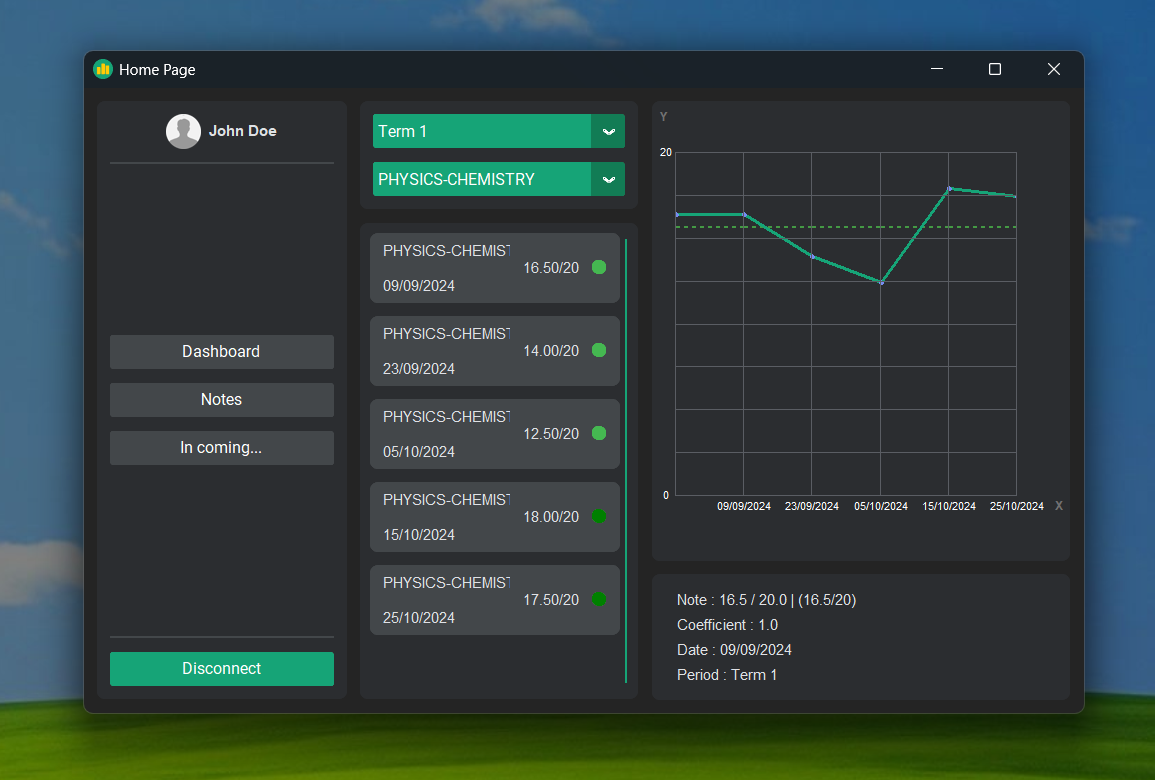 Home Page
John Doe
Dashboard
Notes
In coming...
Disconnect
Term 1
PHYSICS-CHEMISTRY
PHYSICS-CHEMIST
16.50/20
09/09/2024
PHYSICS-CHEMIST
14.00/20
23/09/2024
PHYSICS-CHEMIST
12.50/20
05/10/2024
PHYSICS-CHEMIST
18.00/20
15/10/2024
PHYSICS-CHEMIST
17.50/20
25/10/2024
Y
20
0
09/09/2024 23/09/2024 05/10/2024 15/10/2024 25/10/2024 X
Note : 16.5 / 20.0 | (16.5/20)
Coefficient : 1.0
Date : 09/09/2024
Period : Term 1